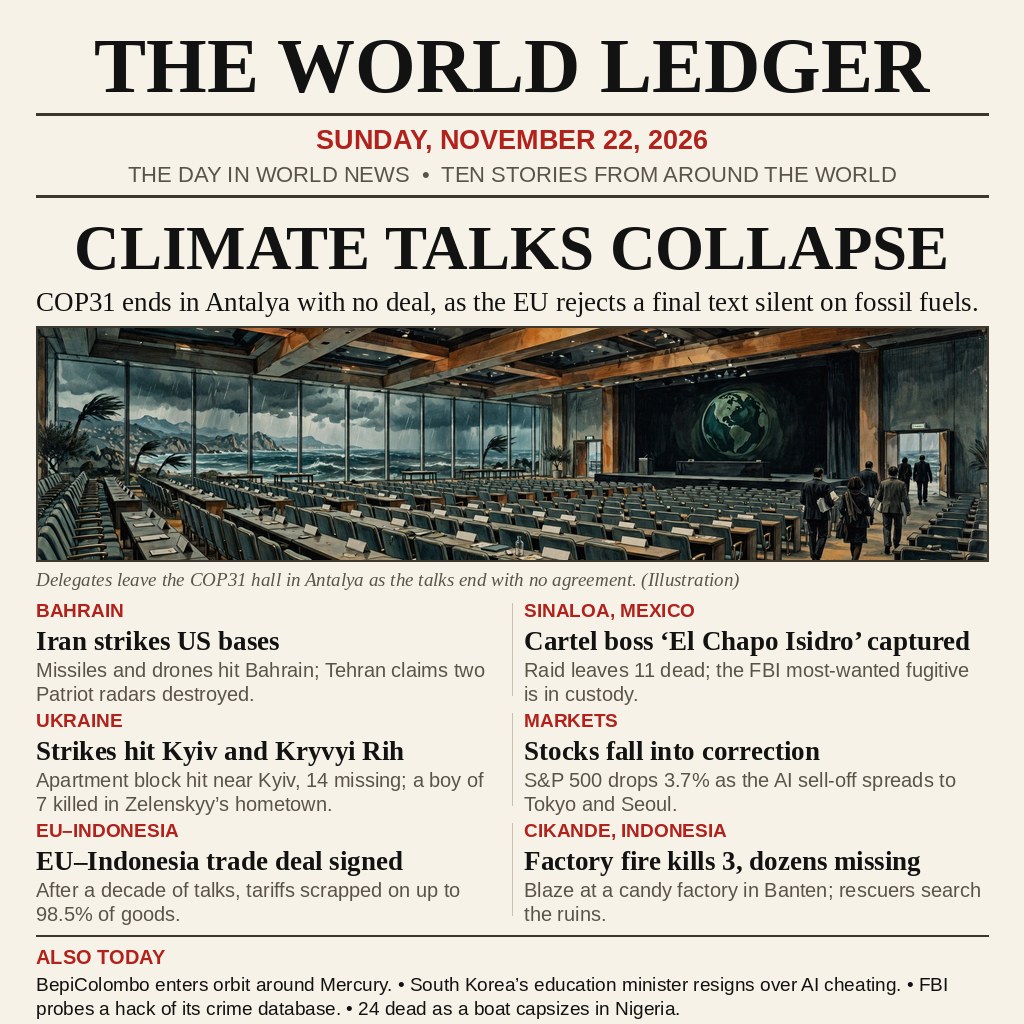 THE WORLD LEDGER
SUNDAY, NOVEMBER 22, 2026
THE DAY IN WORLD NEWS • TEN STORIES FROM AROUND THE WORLD
CLIMATE TALKS COLLAPSE
COP31 ends in Antalya with no deal, as the EU rejects a final text silent on fossil fuels.
Delegates leave the COP31 hall in Antalya as the talks end with no agreement. (Illustration)
BAHRAIN
Iran strikes US bases
Missiles and drones hit Bahrain; Tehran claims two
Patriot radars destroyed.
SINALOA, MEXICO
Cartel boss ‘El Chapo Isidro’ captured
Raid leaves 11 dead; the FBI most-wanted fugitive
is in custody.
UKRAINE
Strikes hit Kyiv and Kryvyi Rih
Apartment block hit near Kyiv, 14 missing; a boy of
7 killed in Zelenskyy’s hometown.
MARKETS
Stocks fall into correction
S&P 500 drops 3.7% as the AI sell-off spreads to
Tokyo and Seoul.
EU–INDONESIA
EU–Indonesia trade deal signed
After a decade of talks, tariffs scrapped on up to
98.5% of goods.
CIKANDE, INDONESIA
Factory fire kills 3, dozens missing
Blaze at a candy factory in Banten; rescuers search
the ruins.
ALSO TODAY
BepiColombo enters orbit around Mercury. • South Korea’s education minister resigns over AI cheating. • FBI
probes a hack of its crime database. • 24 dead as a boat capsizes in Nigeria.